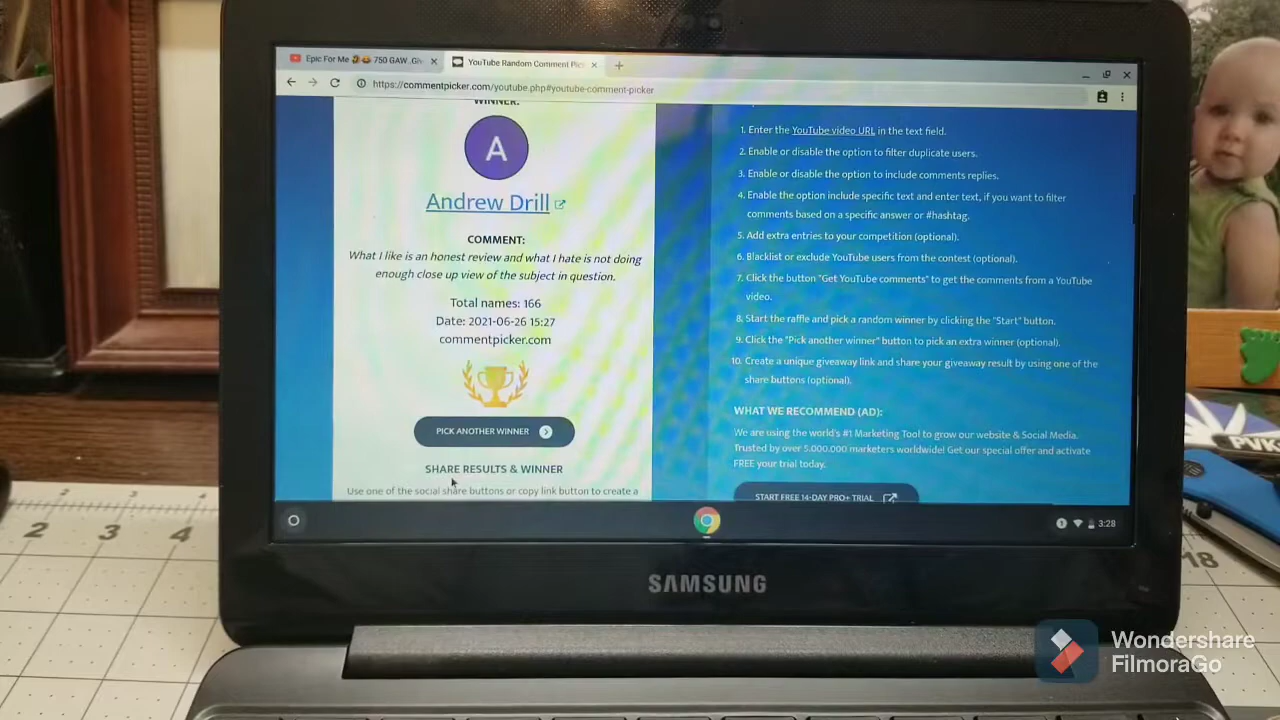 Epic For Me 🤣😂 750 GAW..Giv
YouTube Random Comment Pic
https://commentpicker.com/youtube.php#youtube-comment-picker
WINNER:
A
Andrew Drill
COMMENT:
What I like is an honest review and what I hate is not doing
enough close up view of the subject in question.
Total names: 166
Date: 2021-06-26 15:27
commentpicker.com
PICK ANOTHER WINNER
SHARE RESULTS & WINNER
Use one of the social share buttons or copy link button to create a
1. Enter the YouTube video URL in the text field.
2. Enable or disable the option to filter duplicate users.
3. Enable or disable the option to include comments replies.
4. Enable the option include specific text and enter text, if you want to filter
comments based on a specific answer or #hashtag.
5. Add extra entries to your competition (optional).
6. Blacklist or exclude YouTube users from the contest (optional).
7. Click the button "Get YouTube comments" to get the comments from a YouTube
video.
8. Start the raffle and pick a random winner by clicking the "Start" button.
9. Click the "Pick another winner" button to pick an extra winner (optional).
10. Create a unique giveaway link and share your giveaway result by using one of the
share buttons (optional).
WHAT WE RECOMMEND (AD):
We are using the world's #1 Marketing Tool to grow our website & Social Media.
Trusted by over 5.000.000 marketers worldwide! Get our special offer and activate
FREE your trial today.
START FREE 14-DAY PRO+ TRIAL
1
3:28
SAMSUNG
2 3 4
2 3 4
PVK
18
Wondershare
FilmoraGo